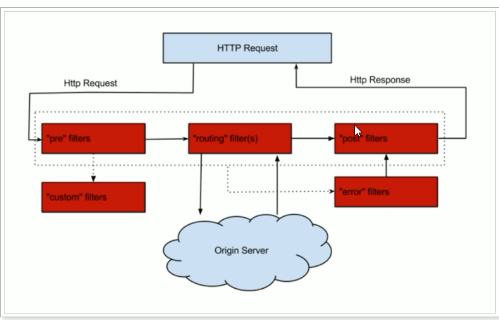 HTTP Request
Http Request
Http Response
"pre" filters
"routing" filter(s)
"post" filters
"custom" filters
"error" filters
Origin Server